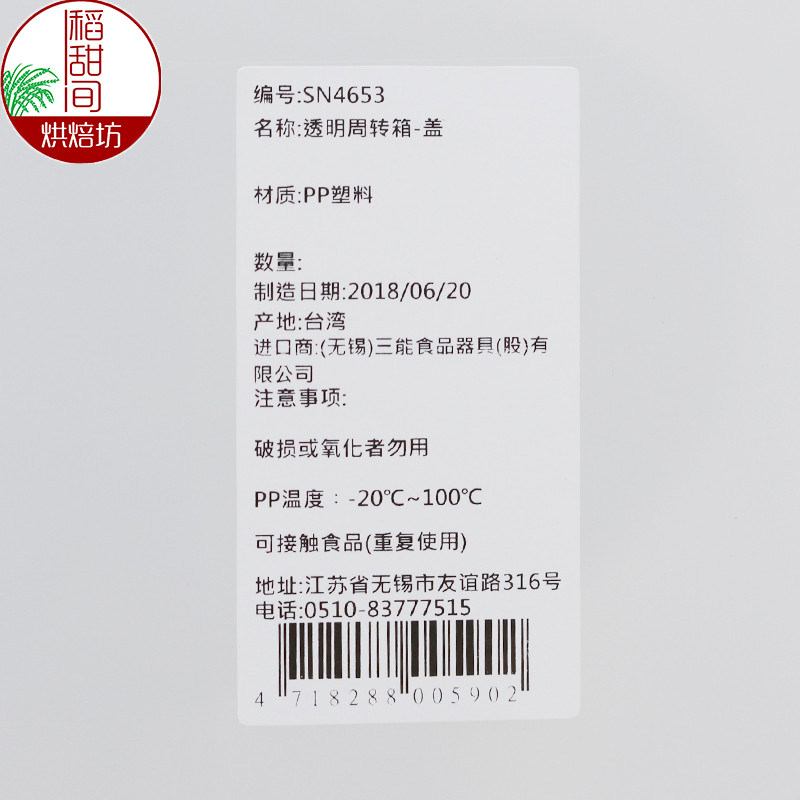 稻甜间
烘焙坊
编号:SN4653
名称:透明周转箱-盖
材质:PP塑料
数量:
制造日期:2018/06/20
产地:台湾
进口商:(无锡)三能食品器具(股)有
限公司
注意事项:
破损或氧化者勿用
PP温度：-20℃~100℃
可接触食品(重复使用)
地址:江苏省无锡市友谊路316号
电话:0510-83777515
4 718288 005902